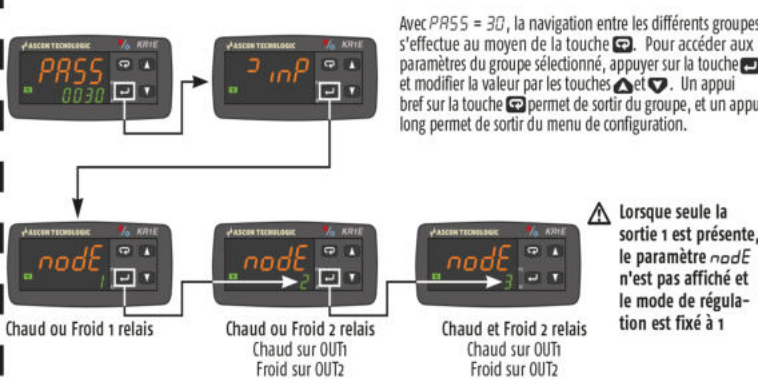 Avec PASS = 30, la navigation entre les différents groupes
s'effectue au moyen de la touche . Pour accéder aux
paramètres du groupe sélectionné, appuyer sur la touche
et modifier la valeur par les touches et . Un appui
bref sur la touche permet de sortir du groupe, et un appu
long permet de sortir du menu de configuration.
ASCON TECNOLOGIC KR1E
PASS
0030
ASCON TECNOLOGIC KR1E
inP
ASCON TECNOLOGIC KR1E
modE
1
ASCON TECNOLOGIC KR1E
modE
2
ASCON TECNOLOGIC KR1E
modE
3
Lorsque seule la
sortie 1 est présente,
le paramètre modE
n'est pas affiché et
le mode de régula-
tion est fixé à 1
Chaud ou Froid 1 relais
Chaud ou Froid 2 relais
Chaud sur OUT1
Froid sur OUT2
Chaud et Froid 2 relais
Chaud sur OUT1
Froid sur OUT2